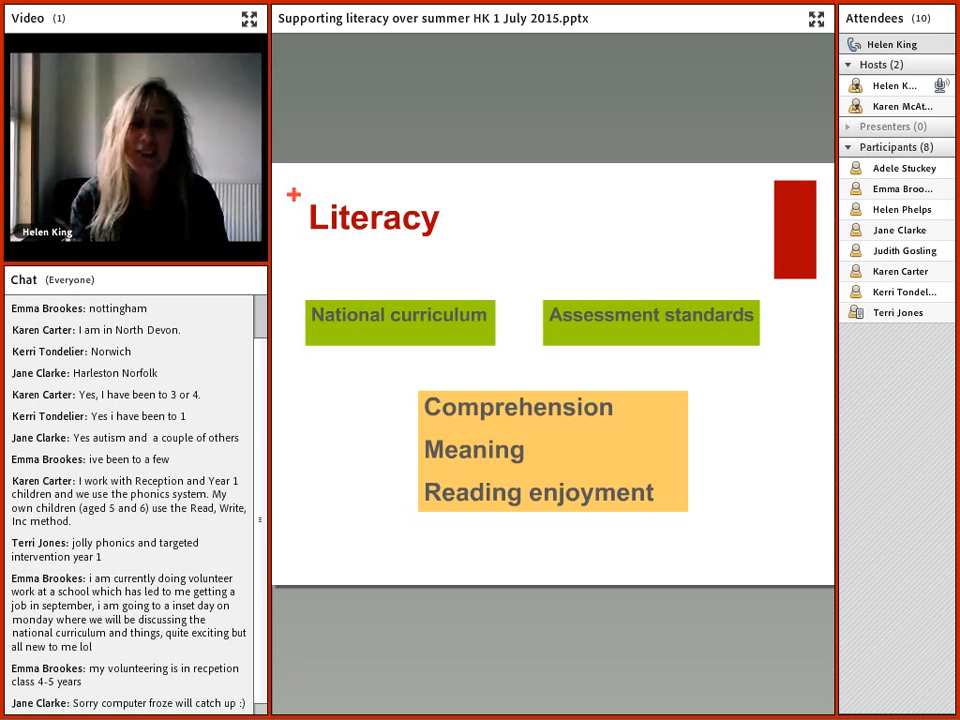 Video (1)
Helen King
Chat (Everyone)
Emma Brookes: nottingham
Karen Carter: I am in North Devon.
Kerri Tondelier: Norwich
Jane Clarke: Harleston Norfolk
Karen Carter: Yes, I have been to 3 or 4.
Kerri Tondelier: Yes i have been to 1
Jane Clarke: Yes autism and a couple of others
Emma Brookes: ive been to a few
Karen Carter: I work with Reception and Year 1
children and we use the phonics system. My
own children (aged 5 and 6) use the Read, Write,
Inc method.
Terri Jones: jolly phonics and targeted
intervention year 1
Emma Brookes: i am currently doing volunteer
work at a school which has led to me getting a
job in september, i am going to a inset day on
monday where we will be discussing the
national curriculum and things, quite exciting but
all new to me lol
Emma Brookes: my volunteering is in recpetion
class 4-5 years
Jane Clarke: Sorry computer froze will catch up :)
Supporting literacy over summer HK 1 July 2015.pptx
+ Literacy
National curriculum
Assessment standards
Comprehension
Meaning
Reading enjoyment
Attendees (10)
Helen King
Hosts (2)
Helen K...
Karen McAt...
Presenters (0)
Participants (8)
Adele Stuckey
Emma Broo...
Helen Phelps
Jane Clarke
Judith Gosling
Karen Carter
Kerri Tondel...
Terri Jones